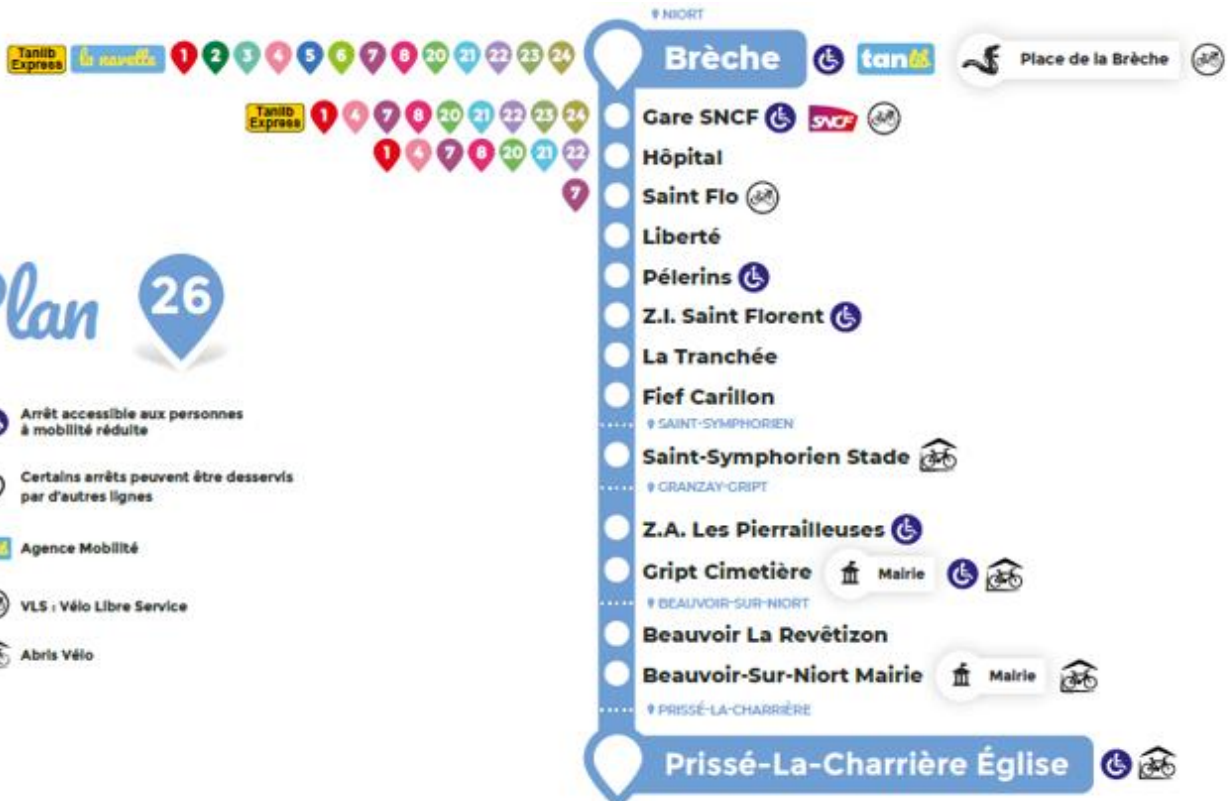 NIORT
Tanlib Express la navette 1 2 3 4 5 6 7 8 20 21 22 23 24 Brèche tanlib Place de la Brèche
Tanlib Express 1 4 7 8 20 21 22 23 24 Gare SNCF SNCF
1 4 7 8 20 21 22 Hôpital
7 Saint Flo
Liberté
Pélerins
Z.I. Saint Florent
La Tranchée
Fief Carillon
SAINT-SYMPHORIEN
Saint-Symphorien Stade
GRANZAY-GRIPT
Z.A. Les Pierrailleuses
Gript Cimetière Mairie
BEAUVOIR-SUR-NIORT
Beauvoir La Revêtizon
Beauvoir-Sur-Niort Mairie Mairie
PRISSÉ-LA-CHARRIÈRE
Prissé-La-Charrière Église
Plan 26
Arrêt accessible aux personnes
à mobilité réduite
Certains arrêts peuvent être desservis
par d'autres lignes
Agence Mobilité
VLS : Vélo Libre Service
Abris Vélo